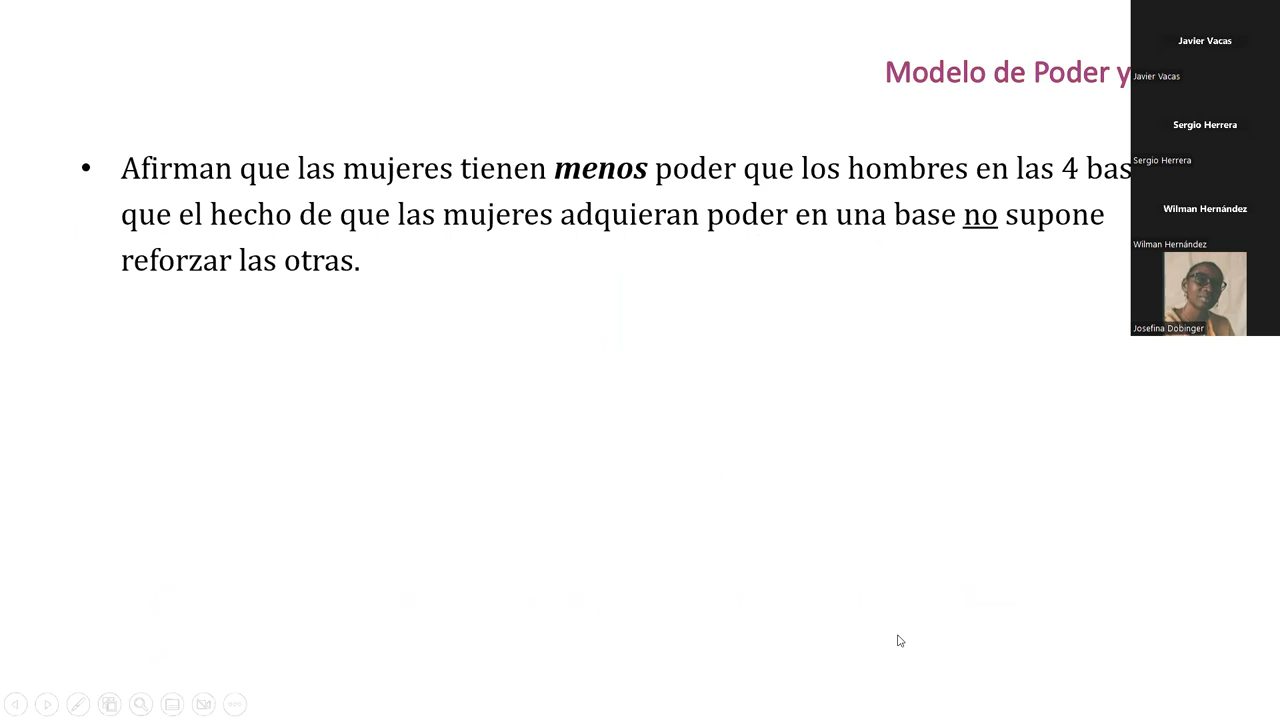 Modelo de Poder y
• Afirman que las mujeres tienen menos poder que los hombres en las 4 bas
que el hecho de que las mujeres adquieran poder en una base no supone
reforzar las otras.
Javier Vacas
Javier Vacas
Sergio Herrera
Sergio Herrera
Wilman Hernández
Wilman Hernández
Josefina Dobinger